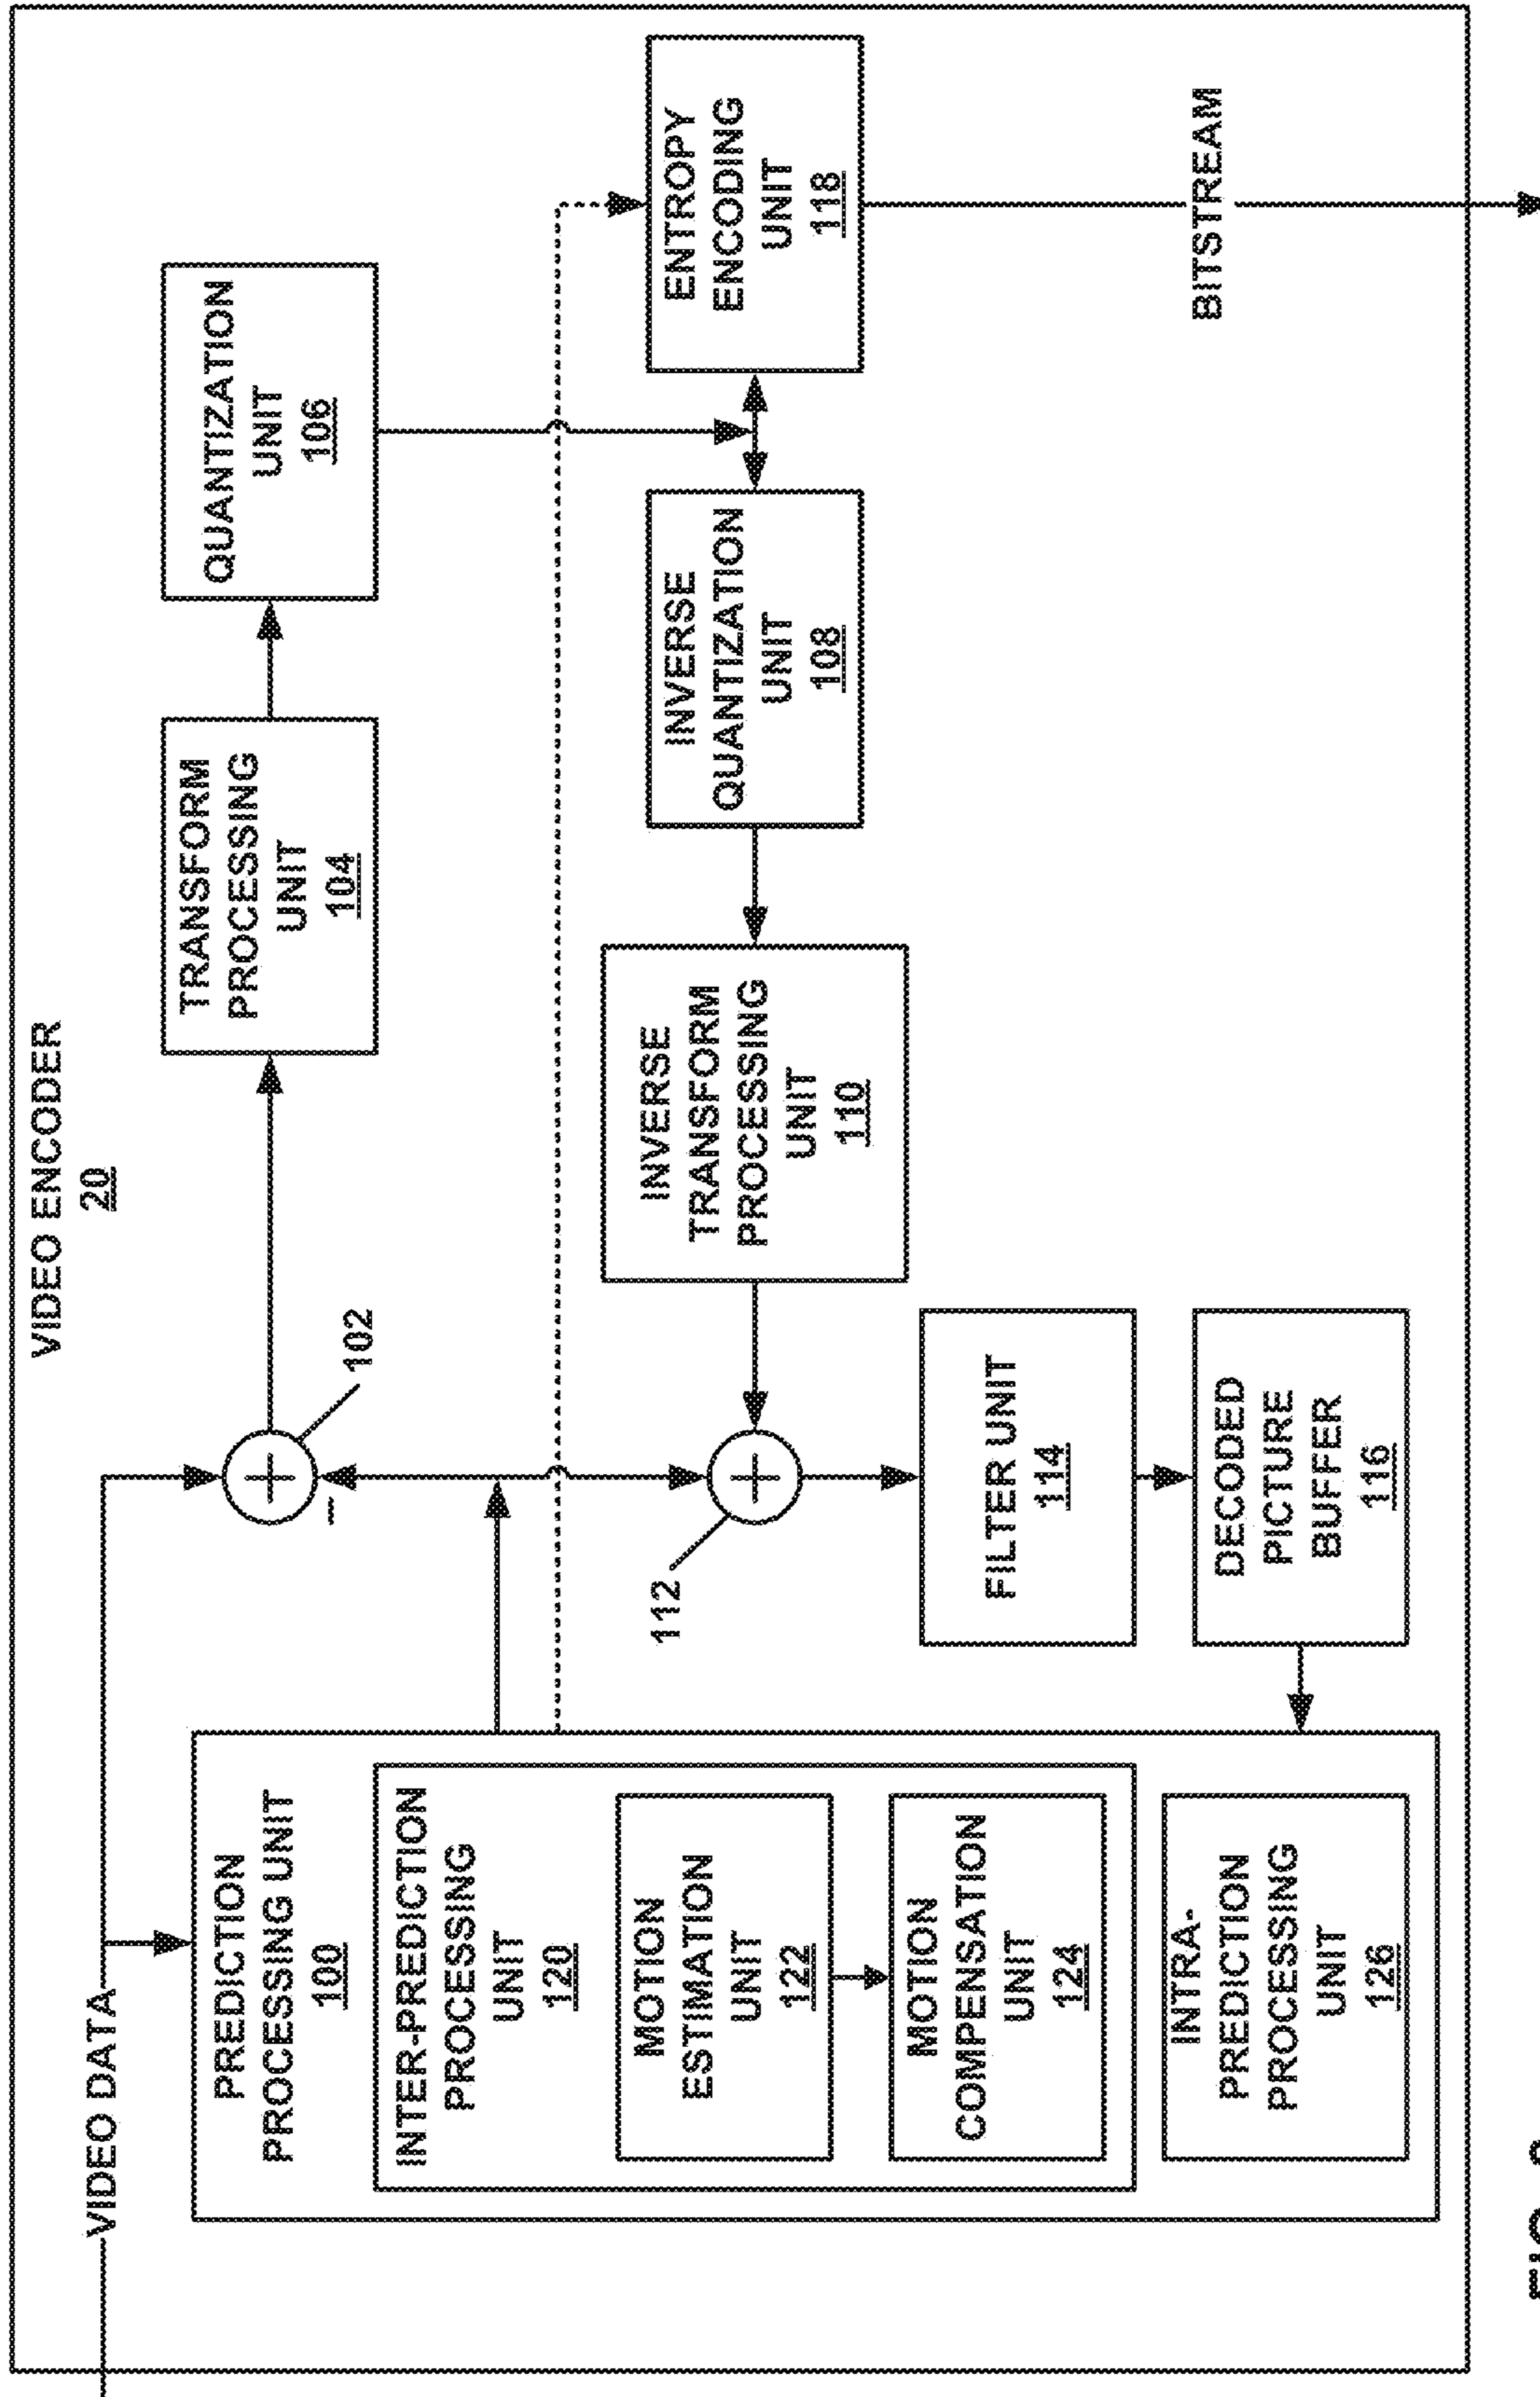 VIDEO ENCODER
20
VIDEO DATA
PREDICTION
PROCESSING UNIT
100
INTER-PREDICTION
PROCESSING
UNIT
120
MOTION
ESTIMATION
UNIT
122
MOTION
COMPENSATION
UNIT
124
INTRA-
PREDICTION
PROCESSING
UNIT
126
102
–
112
TRANSFORM
PROCESSING
UNIT
104
QUANTIZATION
UNIT
106
INVERSE
TRANSFORM
PROCESSING
UNIT
110
INVERSE
QUANTIZATION
UNIT
108
ENTROPY
ENCODING
UNIT
118
FILTER UNIT
114
DECODED
PICTURE
BUFFER
116
BITSTREAM